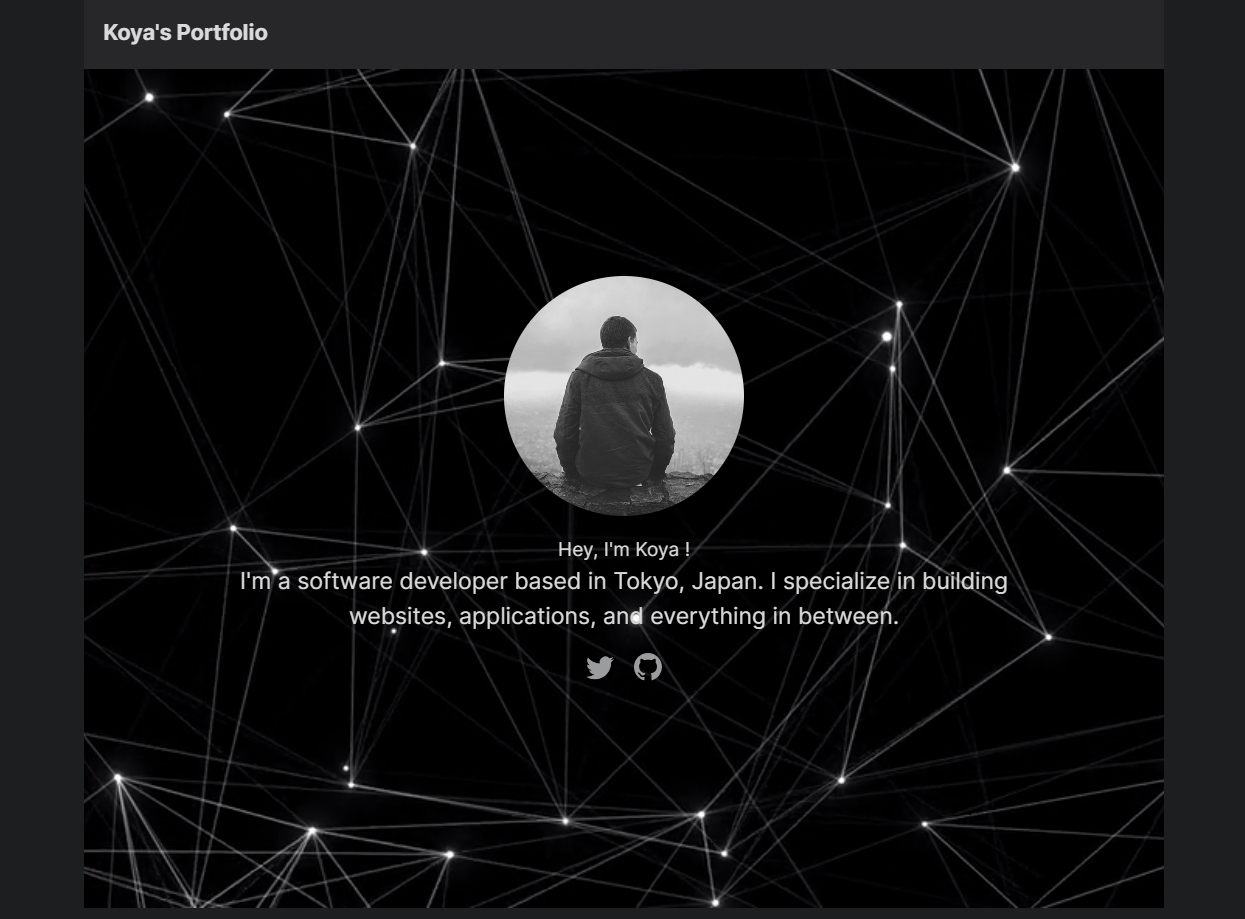 Koya's Portfolio
Hey, I'm Koya !
I'm a software developer based in Tokyo, Japan. I specialize in building
websites, applications, and everything in between.